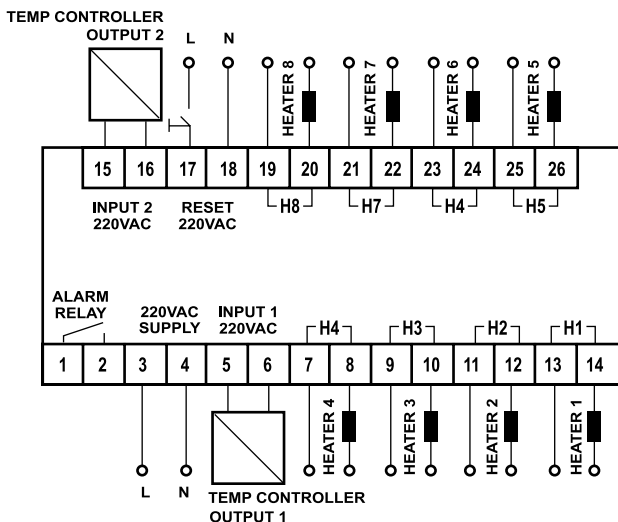 TEMP CONTROLLER
OUTPUT 2
L N
HEATER 8
HEATER 7
HEATER 6
HEATER 5
15 16 17 18 19 20 21 22 23 24 25 26
INPUT 2
220VAC
RESET
220VAC
H8 H7 H4 H5
ALARM
RELAY
220VAC
SUPPLY
INPUT 1
220VAC
H4 H3 H2 H1
1 2 3 4 5 6 7 8 9 10 11 12 13 14
HEATER 4
HEATER 3
HEATER 2
HEATER 1
L N
TEMP CONTROLLER
OUTPUT 1